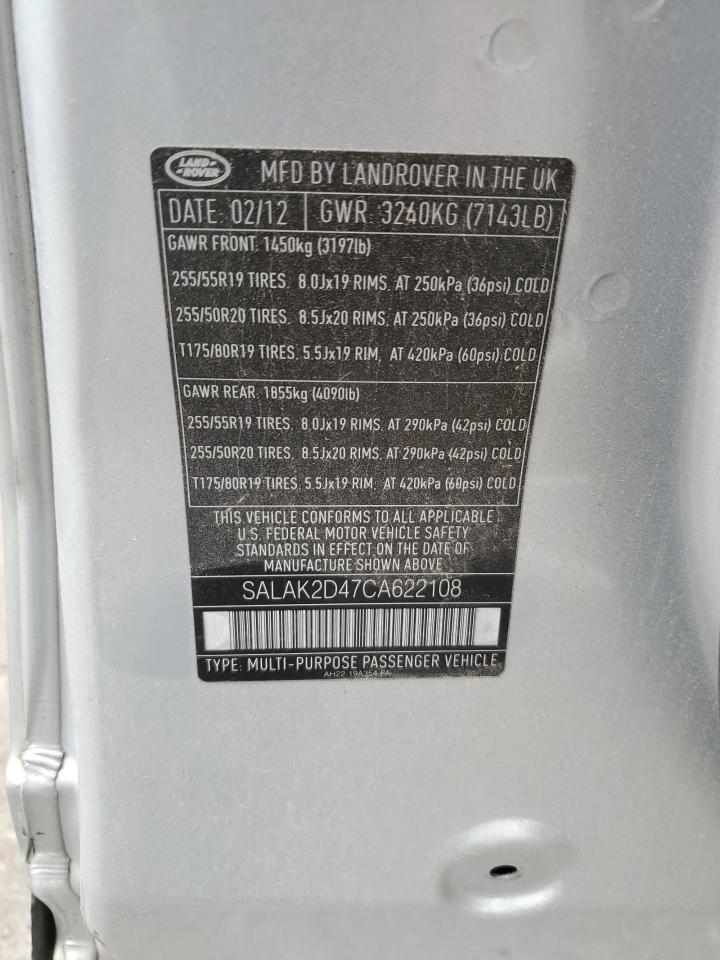 LAND ROVER
MFD BY LANDROVER IN THE UK
DATE: 02/12 GWR 3240KG (7143LB)
GAWR FRONT. 1450kg (3197lb)
255/55R19 TIRES. 8.0Jx19 RIMS. AT 250kPa (36psi) COLD
255/50R20 TIRES. 8.5Jx20 RIMS, AT 250kPa (36psi) COLD
T175/80R19 TIRES, 5.5Jx19 RIM, AT 420kPa (60psi) COLD
GAWR REAR: 1855kg (4090lb)
255/55R19 TIRES. 8.0Jx19 RIMS, AT 290kPa (42psi) COLD
255/50R20 TIRES. 8.5Jx20 RIMS, AT 290kPa (42psi) COLD
T175/80R19 TIRES. 5.5Jx19 RIM, AT 420kPa (60psi) COLD
THIS VEHICLE CONFORMS TO ALL APPLICABLE
U.S. FEDERAL MOTOR VEHICLE SAFETY
STANDARDS IN EFFECT ON THE DATE OF
MANUFACTURE SHOWN ABOVE
SALAK2D47CA622108
TYPE: MULTI-PURPOSE PASSENGER VEHICLE
AH22 19A354 PA